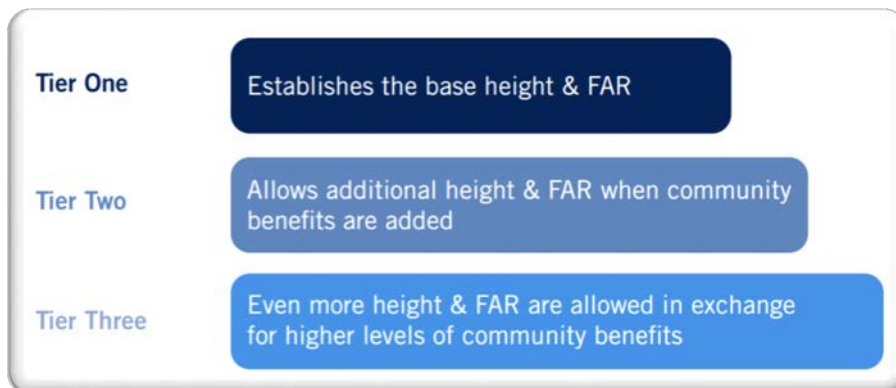 Tier One
Establishes the base height & FAR
Tier Two
Allows additional height & FAR when community
benefits are added
Tier Three
Even more height & FAR are allowed in exchange
for higher levels of community benefits